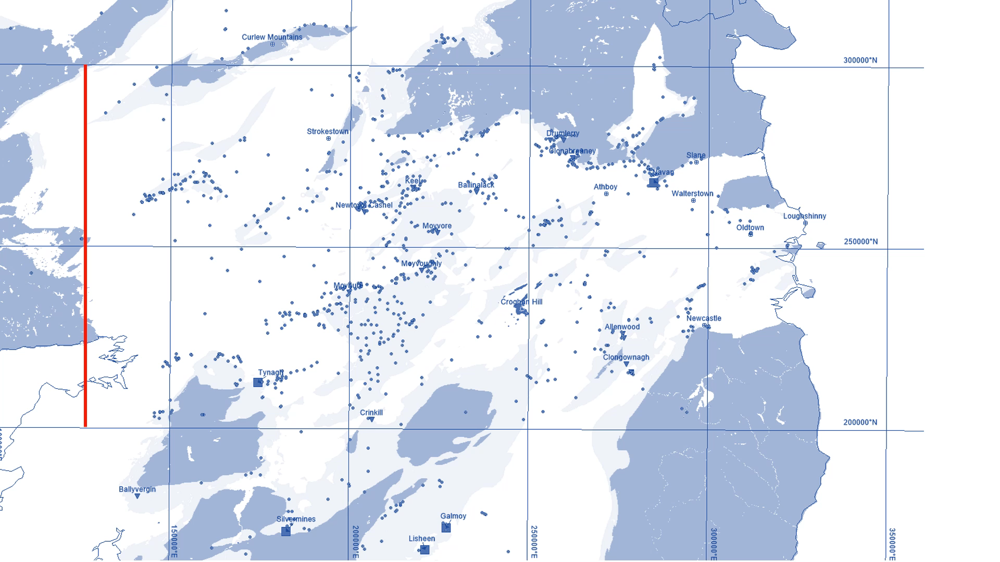 Curlew Mountains
300000°N
Strokestown
Drumlerry
Clonabreaney
Slane
Navan
Keel
Ballinalack
Athboy
Walterstown
Newtown Cashel
Loughshinny
Moyvore
Oldtown
250000°N
Moyvoughly
Moydum
Croghan Hill
Newcastle
Allenwood
Clongownagh
Tynagh
Crinkill
200000°N
Ballyvergin
Silvermines
Galmoy
Lisheen
150000°E
200000°E
250000°E
300000°E
350000°E